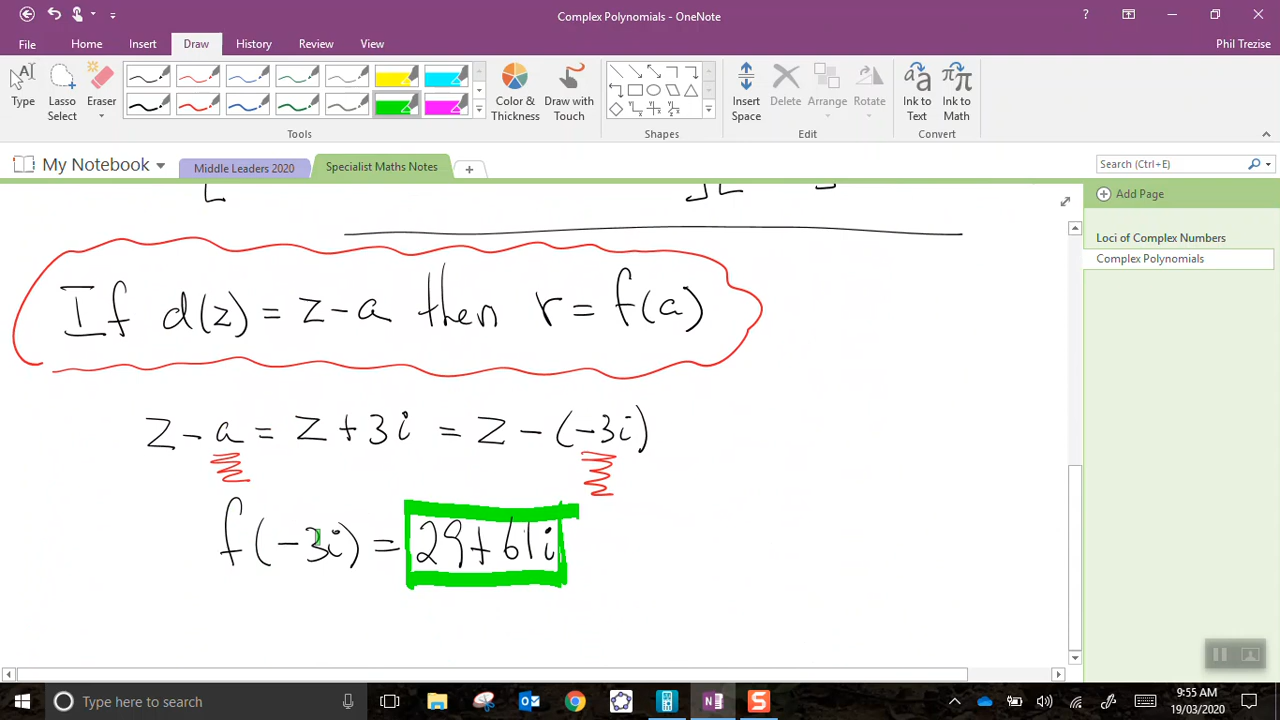 Complex Polynomials - OneNote
?
File
Home
Insert
Draw
History
Review
View
Phil Trezise
Type
Lasso Select
Eraser
Color & Thickness
Draw with Touch
Insert Space
Delete
Arrange
Rotate
Ink to Text
Ink to Math
Tools
Shapes
Edit
Convert
My Notebook
Middle Leaders 2020
Specialist Maths Notes
Search (Ctrl+E)
Add Page
Loci of Complex Numbers
Complex Polynomials
If d(z) = z - a then r = f(a)
z - a = z + 3i = z - (-3i)
f(-3i) = 29 + 61i
Type here to search
9:55 AM
19/03/2020